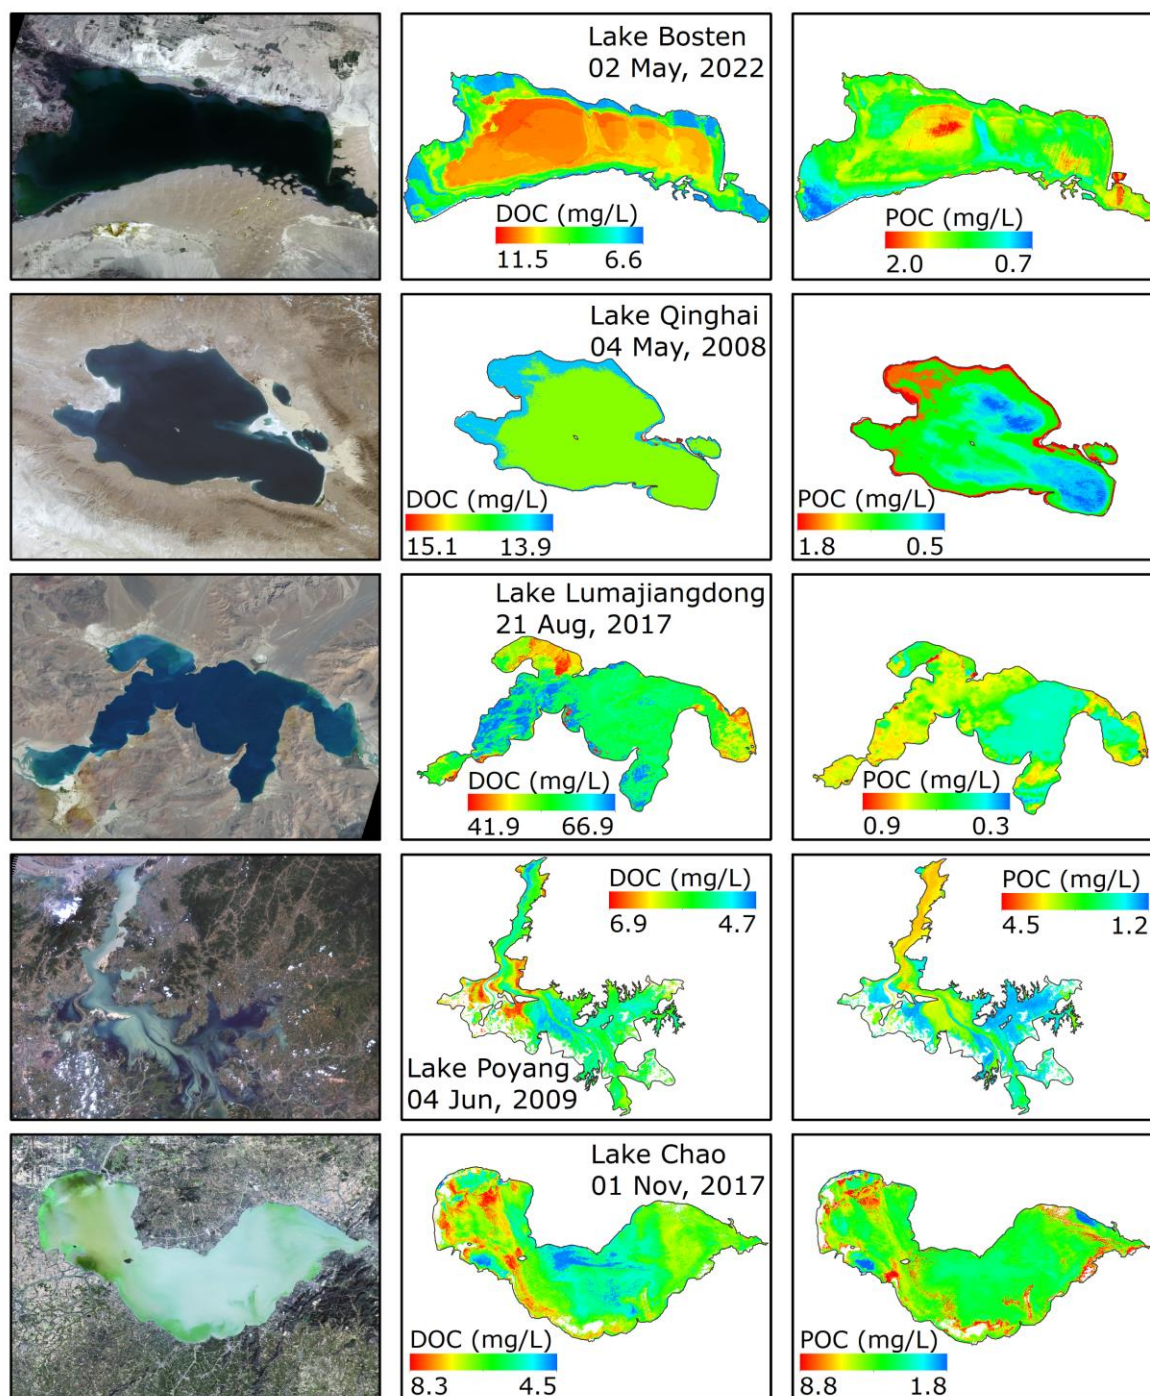 Lake Bosten
02 May, 2022
DOC (mg/L)
11.5 6.6
POC (mg/L)
2.0 0.7
Lake Qinghai
04 May, 2008
DOC (mg/L)
15.1 13.9
POC (mg/L)
1.8 0.5
Lake Lumajiangdong
21 Aug, 2017
DOC (mg/L)
41.9 66.9
POC (mg/L)
0.9 0.3
DOC (mg/L)
6.9 4.7
Lake Poyang
04 Jun, 2009
POC (mg/L)
4.5 1.2
Lake Chao
01 Nov, 2017
DOC (mg/L)
8.3 4.5
POC (mg/L)
8.8 1.8